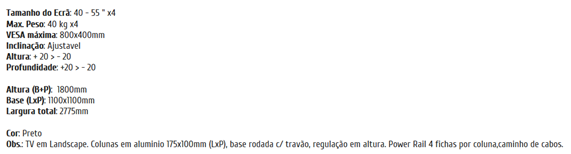 Tamanho do Ecrã: 40 - 55 " x4
Max. Peso: 40 kg x4
VESA máximo: 800x400mm
Inclinação: Ajustavel
Altura: + 20 > - 20
Profundidade: +20 > - 20
Altura (B+P): 1800mm
Base (LxP): 1100x1100mm
Largura total: 2775mm
Cor: Preto
Obs.: TV em Landscape. Colunas em aluminio 175x100mm (LxP), base rodada c/ travão, regulação em altura. Power Rail 4 fichas por coluna,caminho de cabos.